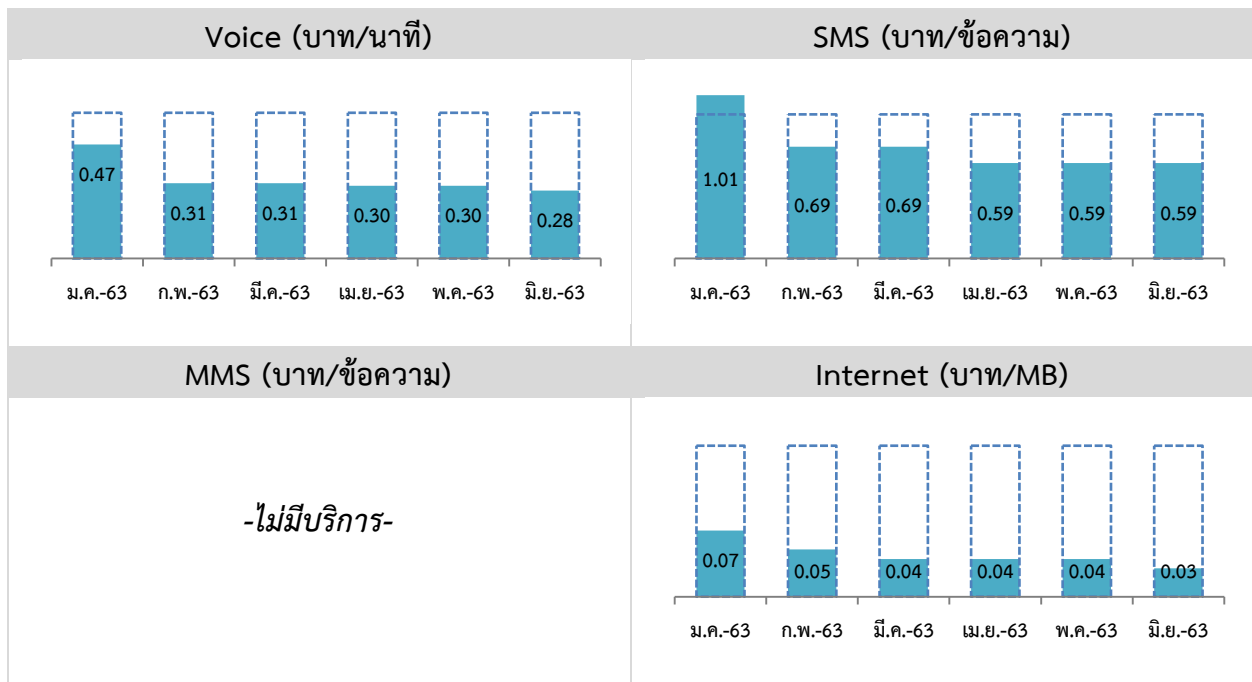 Voice (บาท/นาที)
0.47 0.31 0.31 0.30 0.30 0.28
ม.ค.-63 ก.พ.-63 มี.ค.-63 เม.ย.-63 พ.ค.-63 มิ.ย.-63
SMS (บาท/ข้อความ)
1.01 0.69 0.69 0.59 0.59 0.59
ม.ค.-63 ก.พ.-63 มี.ค.-63 เม.ย.-63 พ.ค.-63 มิ.ย.-63
MMS (บาท/ข้อความ)
-ไม่มีบริการ-
Internet (บาท/MB)
0.07 0.05 0.04 0.04 0.04 0.03
ม.ค.-63 ก.พ.-63 มี.ค.-63 เม.ย.-63 พ.ค.-63 มิ.ย.-63